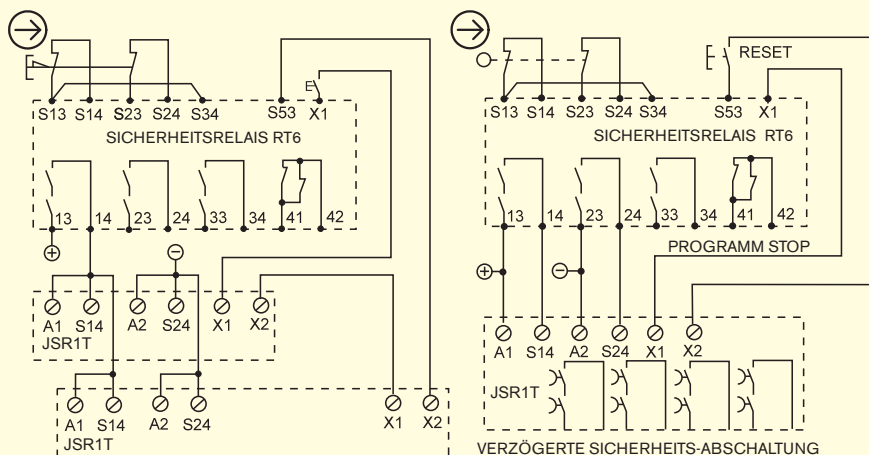 S13 S14 S23 S24 S34 S53 X1
SICHERHEITSRELAIS RT6
13 14 23 24 33 34 41 42
A1 S14 A2 S24 X1 X2
JSR1T
A1 S14 A2 S24 X1 X2
JSR1T
RESET
S13 S14 S23 S24 S34 S53 X1
SICHERHEITSRELAIS RT6
13 14 23 24 33 34 41 42
PROGRAMM STOP
A1 S14 A2 S24 X1 X2
JSR1T
VERZÖGERTE SICHERHEITS-ABSCHALTUNG